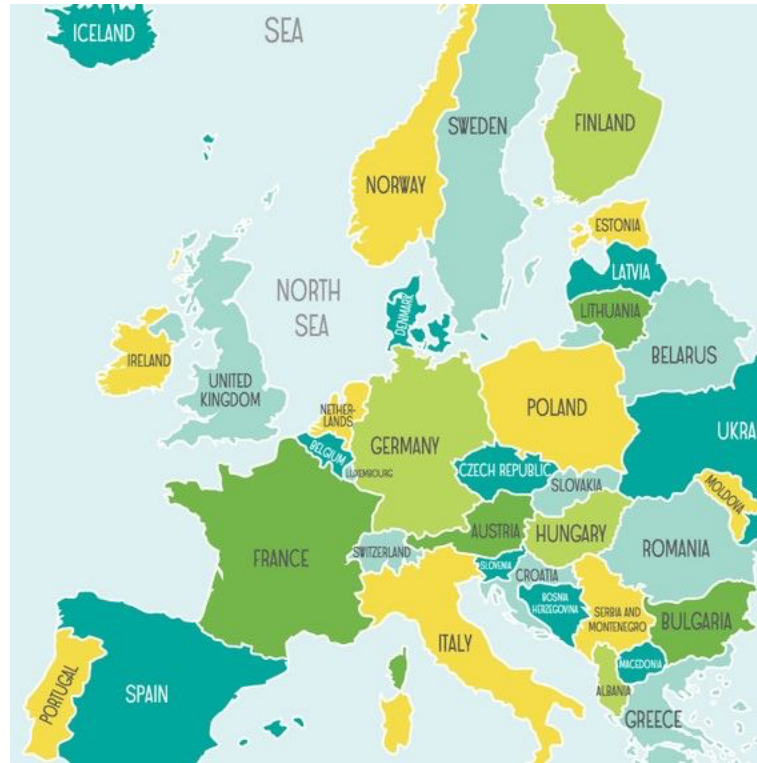 ICELAND
SEA
SWEDEN
FINLAND
NORWAY
ESTONIA
LATVIA
LITHUANIA
NORTH
SEA
DENMARK
BELARUS
IRELAND
UNITED
KINGDOM
NETHER-
LANDS
POLAND
BELGIUM
GERMANY
UKRA
LUXEMBOURG
CZECH REPUBLIC
SLOVAKIA
MOLDOVA
FRANCE
SWITZERLAND
AUSTRIA
HUNGARY
ROMANIA
SLOVENIA
CROATIA
BOSNIA
HERZEGOVINA
SERBIA AND
MONTENEGRO
BULGARIA
ITALY
MACEDONIA
PORTUGAL
SPAIN
ALBANIA
GREECE